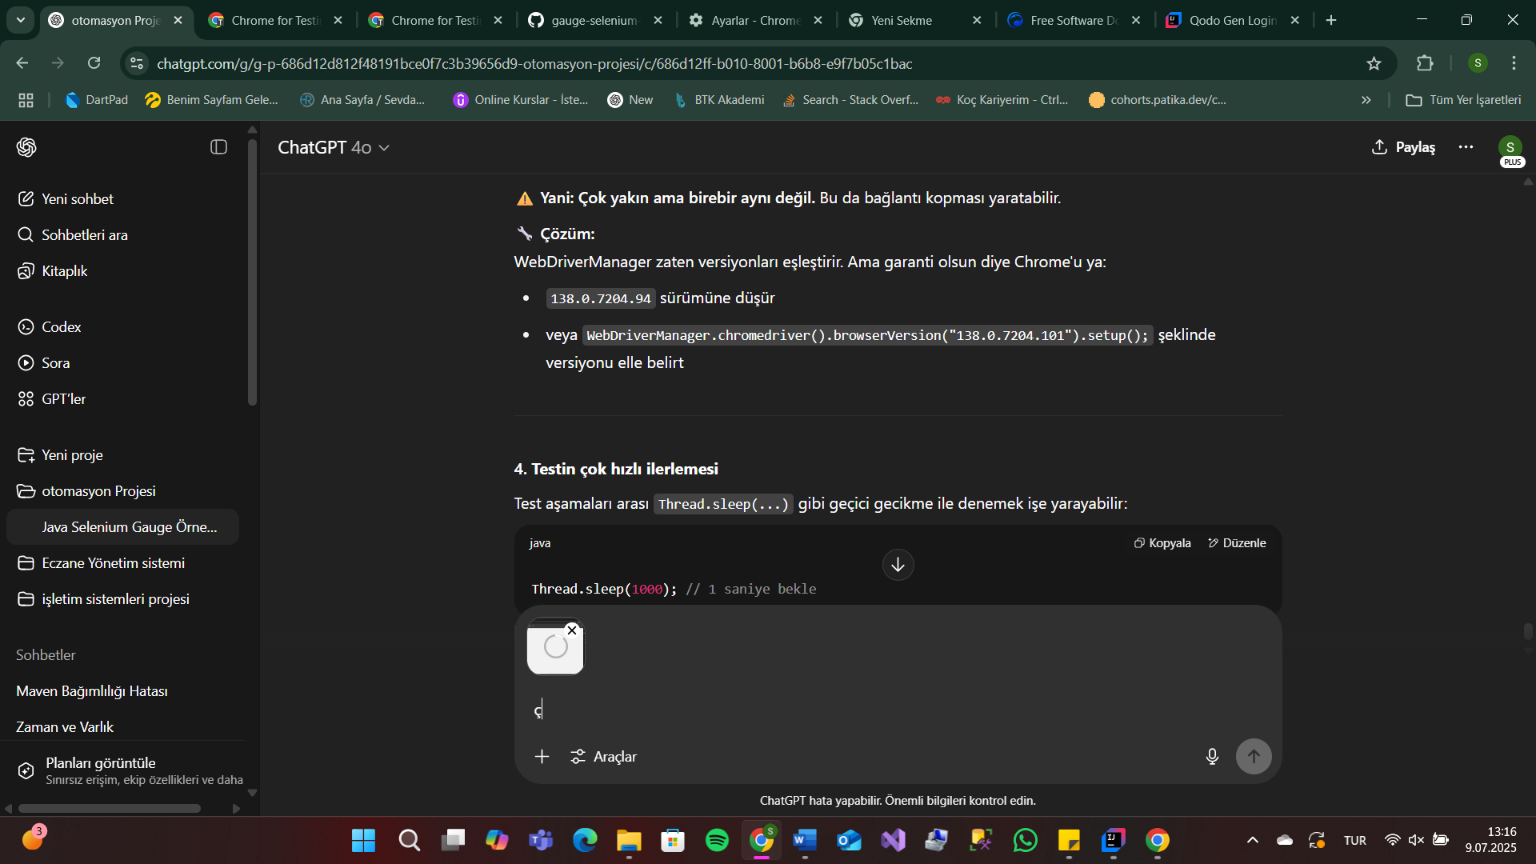 otomasyon Proje
Chrome for Testin
Chrome for Testin
gauge-selenium-
Ayarlar - Chrome
Yeni Sekme
Free Software De
Qodo Gen Login
chatgpt.com/g/g-p-686d12d812f48191bce0f7c3b39656d9-otomasyon-projesi/c/686d12ff-b010-8001-b6b8-e9f7b05c1bac
S
DartPad
Benim Sayfam Gele...
Ana Sayfa / Sevda...
Online Kurslar - İste...
New
BTK Akademi
Search - Stack Overf...
Koç Kariyerim - Ctrl...
cohorts.patika.dev/c...
Tüm Yer İşaretleri
ChatGPT 4o
Paylaş
S
PLUS
Yeni sohbet
Sohbetleri ara
Kitaplık
Codex
Sora
GPT'ler
Yeni proje
otomasyon Projesi
Java Selenium Gauge Örne...
Eczane Yönetim sistemi
işletim sistemleri projesi
Sohbetler
Maven Bağımlılığı Hatası
Zaman ve Varlık
Planları görüntüle
Sınırsız erişim, ekip özellikleri ve daha
⚠️ Yani: Çok yakın ama birebir aynı değil. Bu da bağlantı kopması yaratabilir.
🔧 Çözüm:
WebDriverManager zaten versiyonları eşleştirir. Ama garanti olsun diye Chrome'u ya:
• 138.0.7204.94 sürümüne düşür
• veya WebDriverManager.chromedriver().browserVersion("138.0.7204.101").setup(); şeklinde
versiyonu elle belirt
4. Testin çok hızlı ilerlemesi
Test aşamaları arası Thread.sleep(...) gibi geçici gecikme ile denemek işe yarayabilir:
java
Kopyala
Düzenle
Thread.sleep(1000); // 1 saniye bekle
ç
Araçlar
ChatGPT hata yapabilir. Önemli bilgileri kontrol edin.
3
S
TUR
13:16
9.07.2025